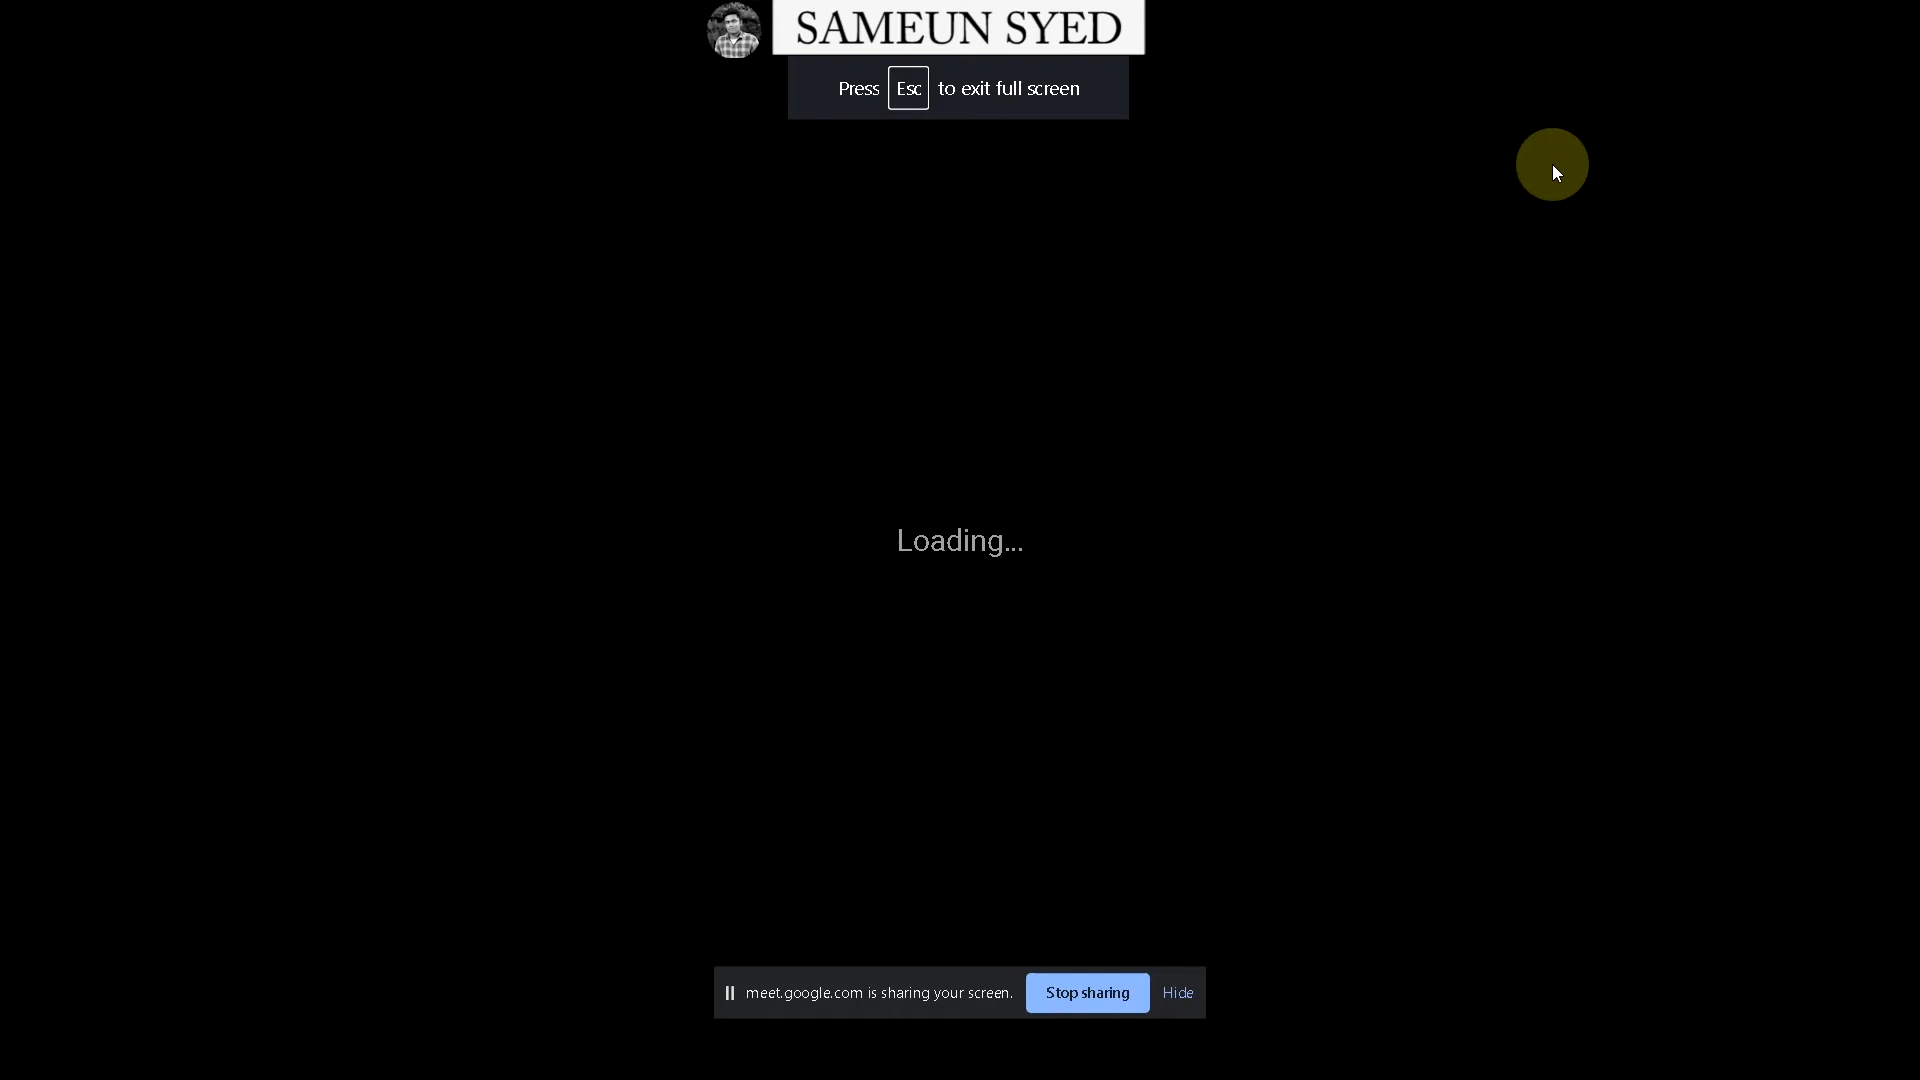 SAMEUN SYED
Press Esc to exit full screen
Loading...
meet.google.com is sharing your screen. Stop sharing Hide